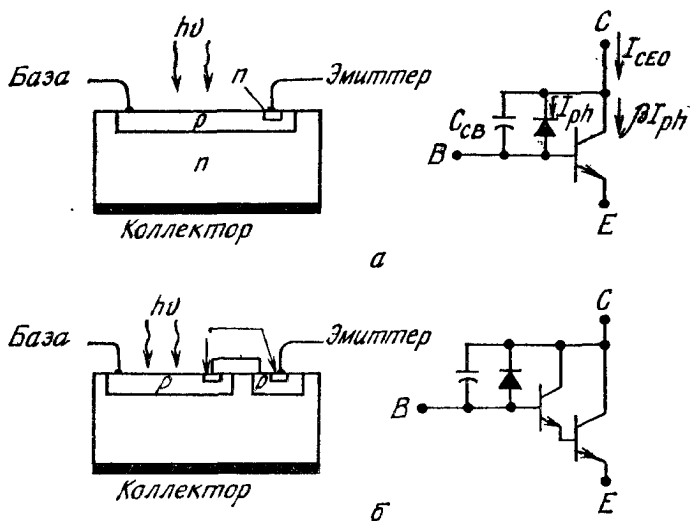 hν
База
n
Эмиттер
p
n
Коллектор
C
I_CEO
I_ph
βI_ph
C_CB
B
E
а
hν
База
Эмиттер
p
p
Коллектор
C
B
E
б